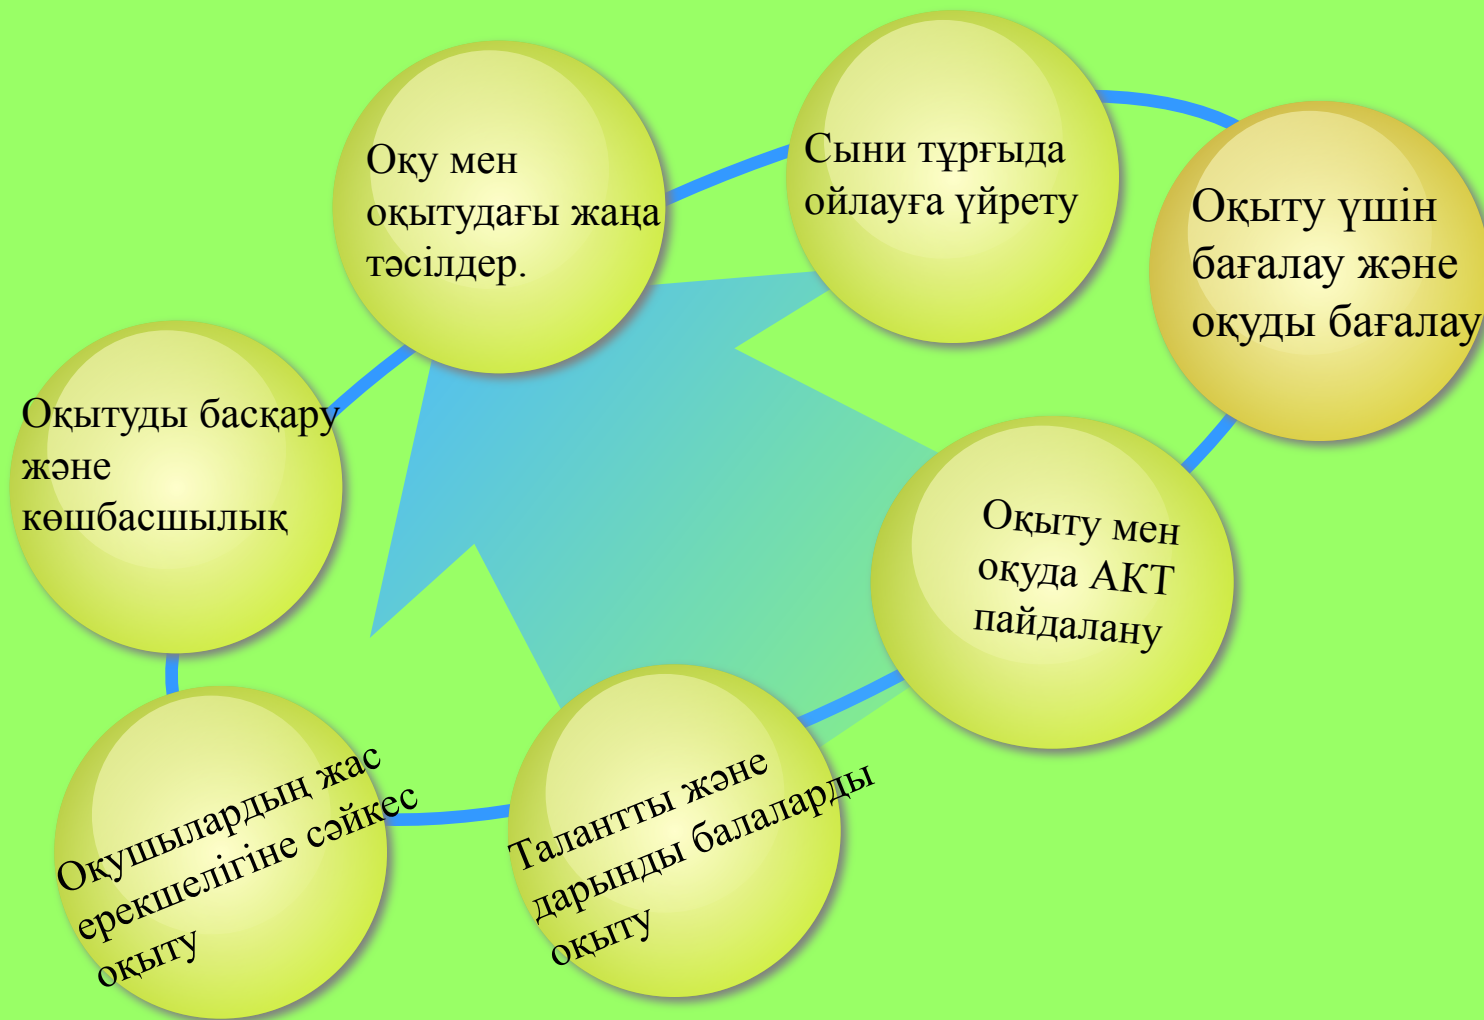 Оқу мен
оқытудағы жаңа
тәсілдер.
Сыни тұрғыда
ойлауға үйрету
Оқыту үшін
бағалау және
оқуды бағалау
Оқытуды басқару
және
көшбасшылық
Оқыту мен
оқуда АКТ
пайдалану
Оқушылардың жас
ерекшелігіне сәйкес
оқыту
Талантты және
дарынды балаларды
оқыту